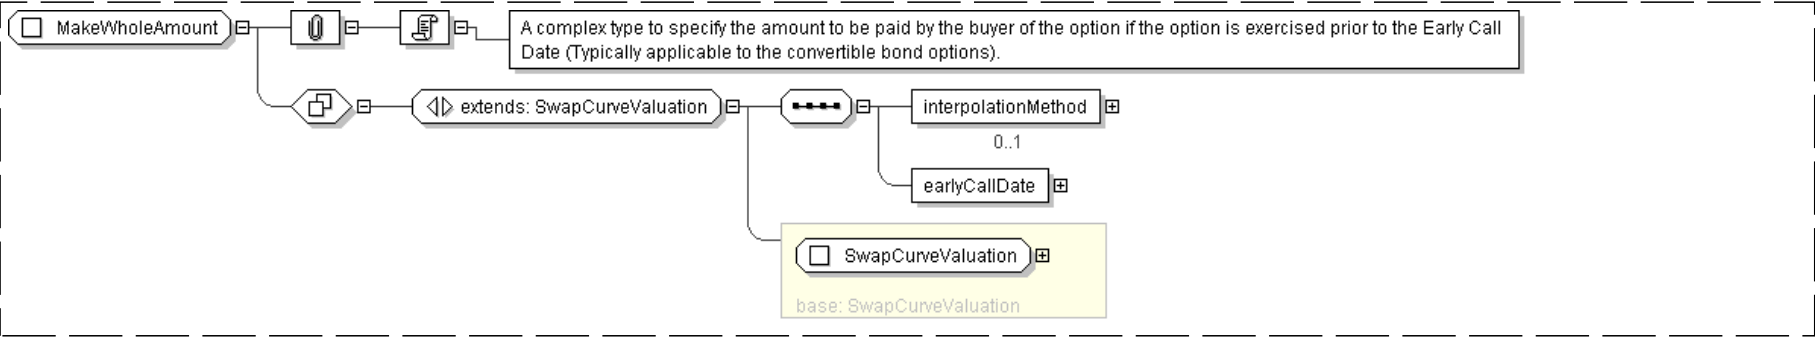 MakeWholeAmount
A complex type to specify the amount to be paid by the buyer of the option if the option is exercised prior to the Early Call
Date (Typically applicable to the convertible bond options).
extends: SwapCurveValuation
interpolationMethod
0..1
earlyCallDate
SwapCurveValuation
base: SwapCurveValuation